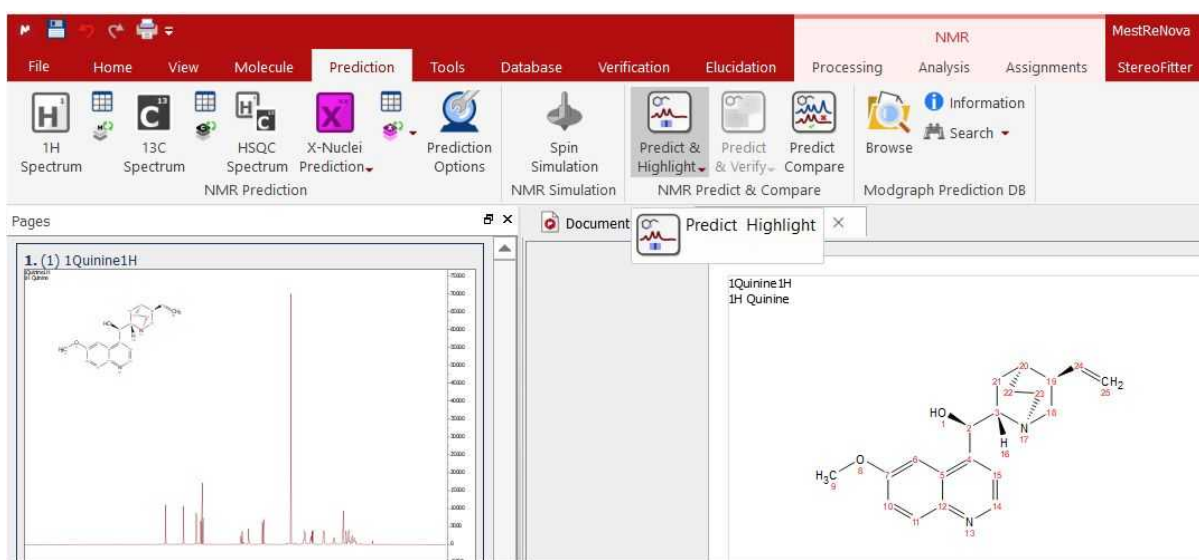 NMR
MestReNova
File Home View Molecule Prediction Tools Database Verification Elucidation Processing Analysis Assignments StereoFitter
H 1
C 13
H C
X
1H Spectrum
13C Spectrum
HSQC Spectrum
X-Nuclei Prediction
Prediction Options
Spin Simulation
Predict & Highlight
Predict & Verify
Predict Compare
Browse
Information
Search
NMR Prediction
NMR Simulation
NMR Predict & Compare
Modgraph Prediction DB
Pages
Document
Predict Highlight
1. (1) 1Quinine1H
1Quinine1H
1H Quinine
20
24
21
19
22
23
CH2
25
HO
1
3
18
2
N
17
H
16
O
8
6
4
7
5
15
H3C
9
10
12
14
11
N
13